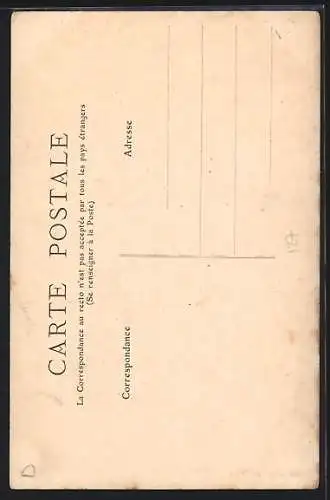 CARTE POSTALE
La Correspondance au recto n'est pas acceptée par tous les pays étrangers
(Se renseigner à la Poste)
Correspondance
Adresse
D